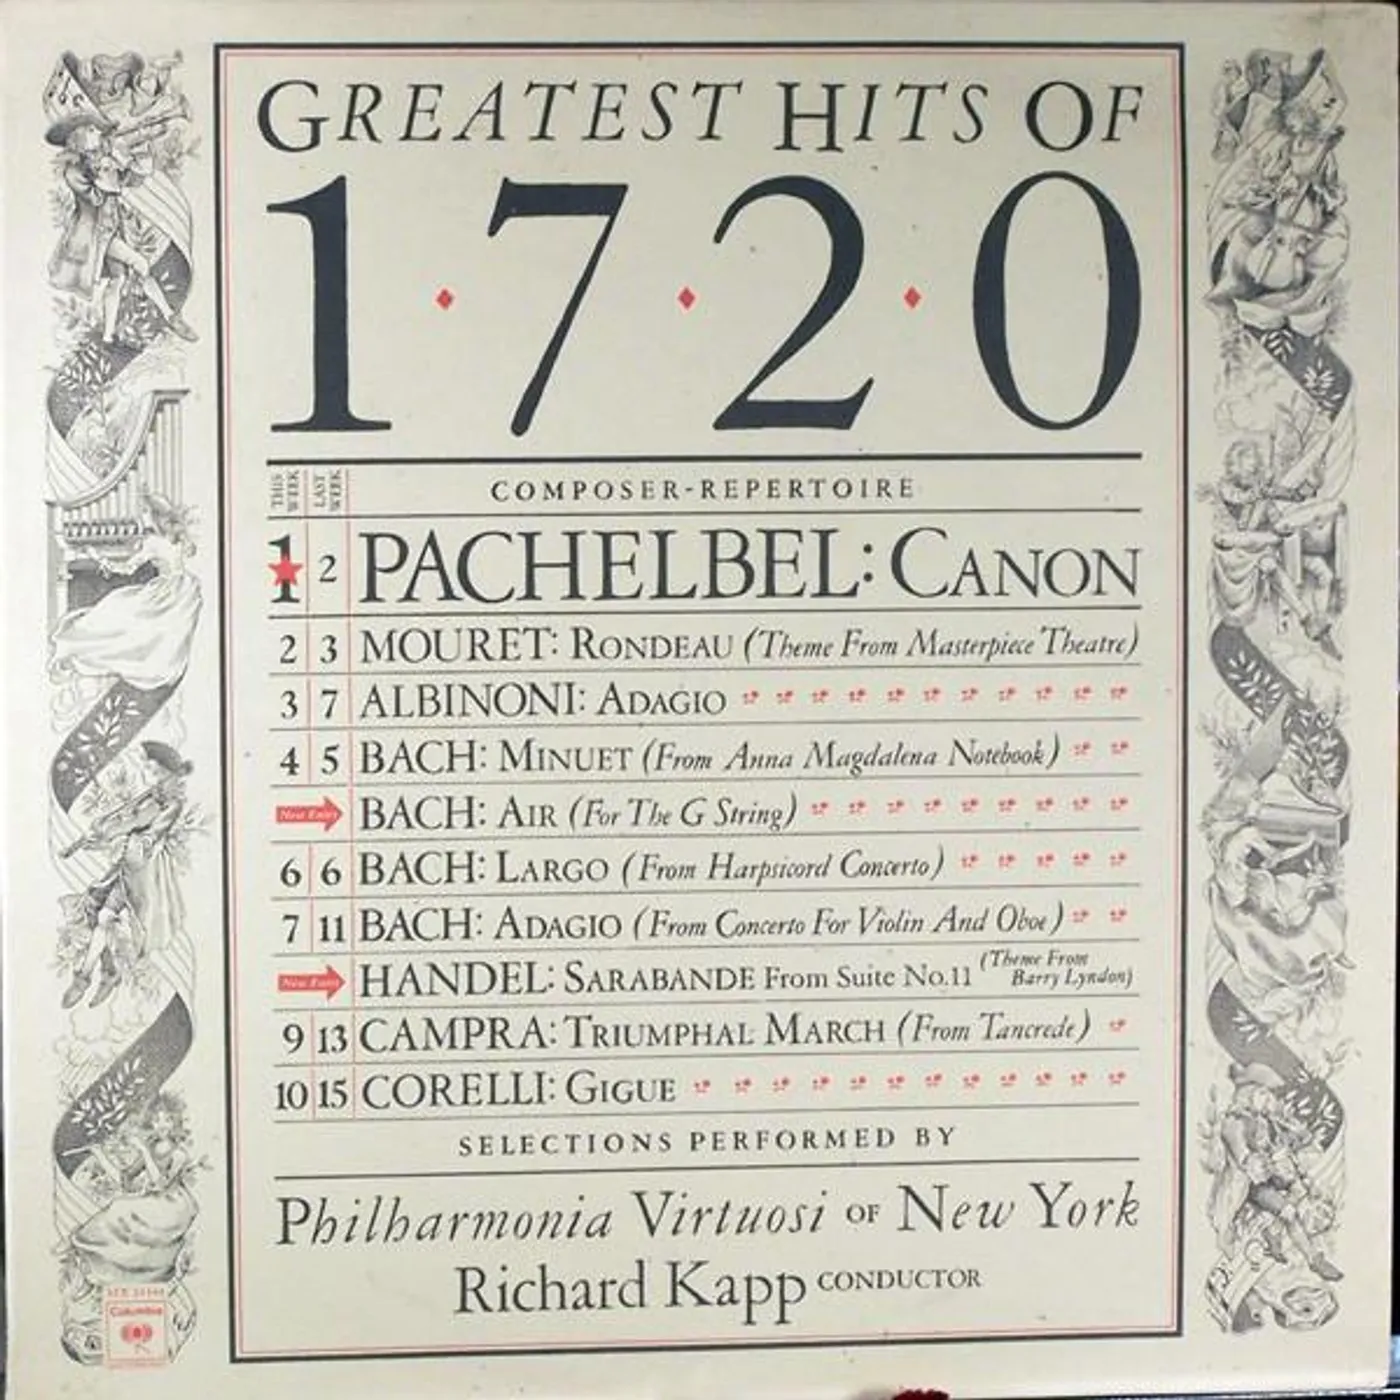 GREATEST HITS OF
1·7·2·0
THIS WEEK LAST WEEK COMPOSER-REPERTOIRE
1 2 PACHELBEL: CANON
2 3 MOURET: RONDEAU (Theme From Masterpiece Theatre)
3 7 ALBINONI: ADAGIO
4 5 BACH: MINUET (From Anna Magdalena Notebook)
New Entry BACH: AIR (For The G String)
6 6 BACH: LARGO (From Harpsicord Concerto)
7 11 BACH: ADAGIO (From Concerto For Violin And Oboe)
New Entry HANDEL: SARABANDE From Suite No.11 (Theme From Barry Lyndon)
9 13 CAMPRA: TRIUMPHAL MARCH (From Tancrede)
10 15 CORELLI: GIGUE
SELECTIONS PERFORMED BY
Philharmonia Virtuosi OF New York
Richard Kapp CONDUCTOR
Columbia